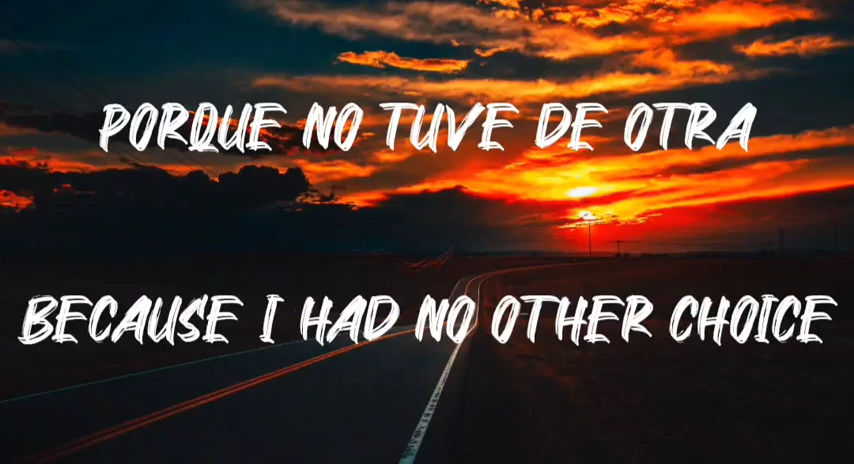 PORQUE NO TUVE DE OTRA
BECAUSE I HAD NO OTHER CHOICE